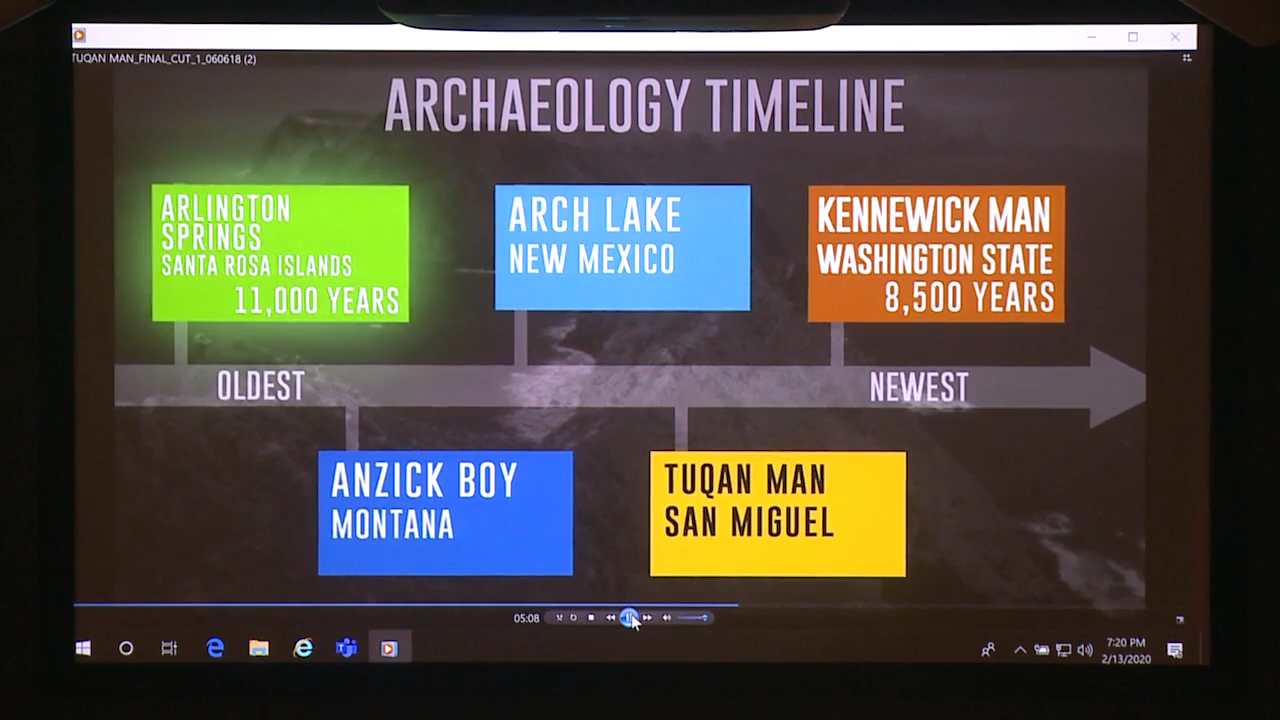 TUQAN MAN_FINAL_CUT_1_060618 (2)
ARCHAEOLOGY TIMELINE
ARLINGTON
SPRINGS
SANTA ROSA ISLANDS
11,000 YEARS
ARCH LAKE
NEW MEXICO
KENNEWICK MAN
WASHINGTON STATE
8,500 YEARS
OLDEST
NEWEST
ANZICK BOY
MONTANA
TUQAN MAN
SAN MIGUEL
05:08
7:20 PM
2/13/2020